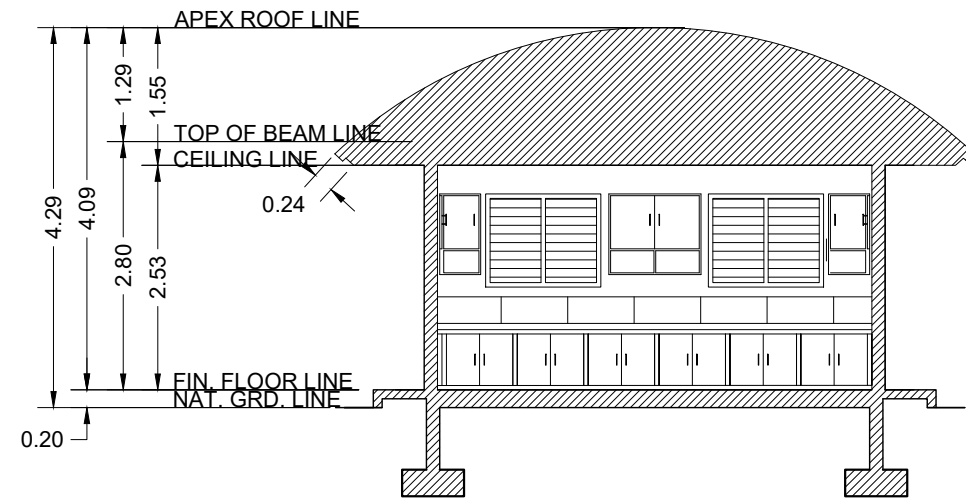 APEX ROOF LINE
1.29
1.55
TOP OF BEAM LINE
CEILING LINE
0.24
4.29
4.09
2.80
2.53
FIN. FLOOR LINE
NAT. GRD. LINE
0.20